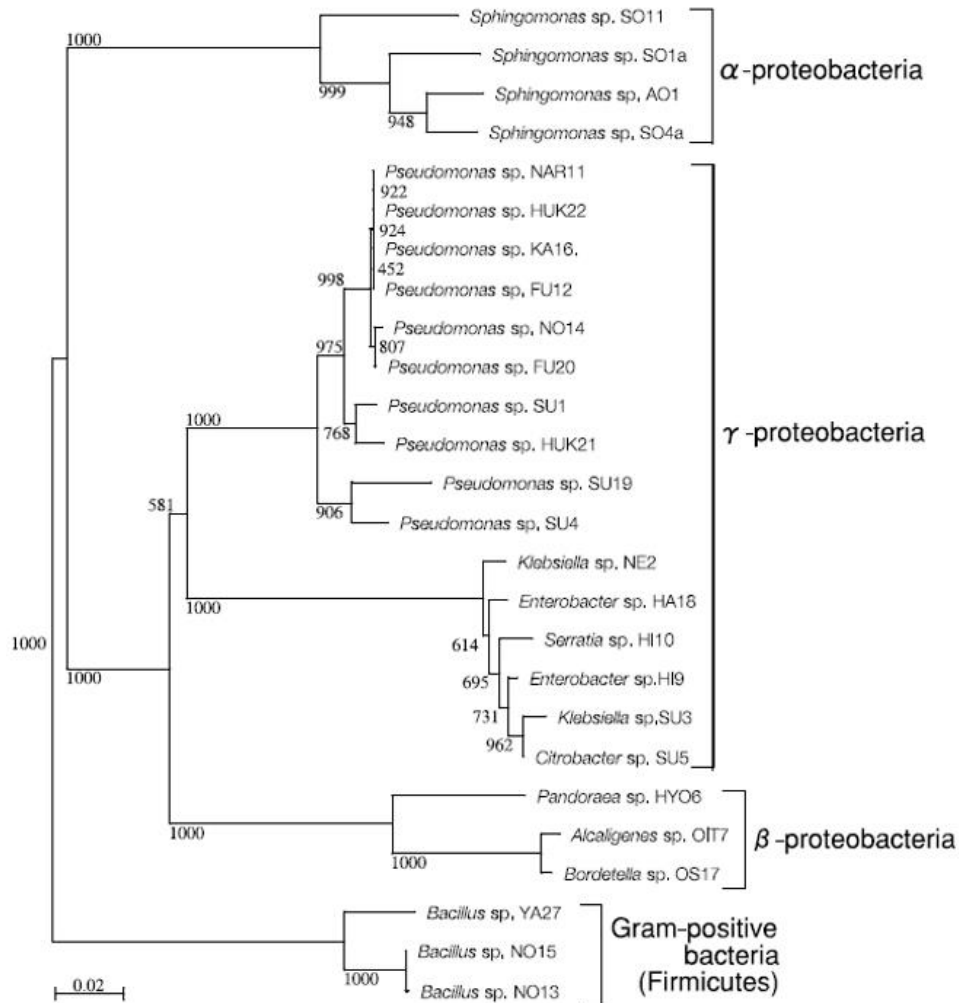 Sphingomonas sp. SO11
1000
Sphingomonas sp. SO1a
α-proteobacteria
999
Sphingomonas sp, AO1
948
Sphingomonas sp, SO4a
Pseudomonas sp, NAR11
922
Pseudomonas sp. HUK22
924
Pseudomonas sp. KA16.
452
998
Pseudomonas sp, FU12
Pseudomonas sp, NO14
975
807
Pseudomonas sp. FU20
Pseudomonas sp. SU1
1000
768
γ-proteobacteria
Pseudomonas sp. HUK21
Pseudomonas sp. SU19
581
906
Pseudomonas sp, SU4
Klebsiella sp, NE2
1000
Enterobacter sp. HA18
1000
614
Serratia sp. HI10
1000
695
Enterobacter sp.HI9
731
Klebsiella sp,SU3
962
Citrobacter sp, SU5
Pandoraea sp. HYO6
1000
Alcaligenes sp. OIT7
β-proteobacteria
1000
Bordetella sp. OS17
Bacillus sp, YA27
Gram-positive
bacteria
(Firmicutes)
Bacillus sp, NO15
1000
0.02
Bacillus sp. NO13